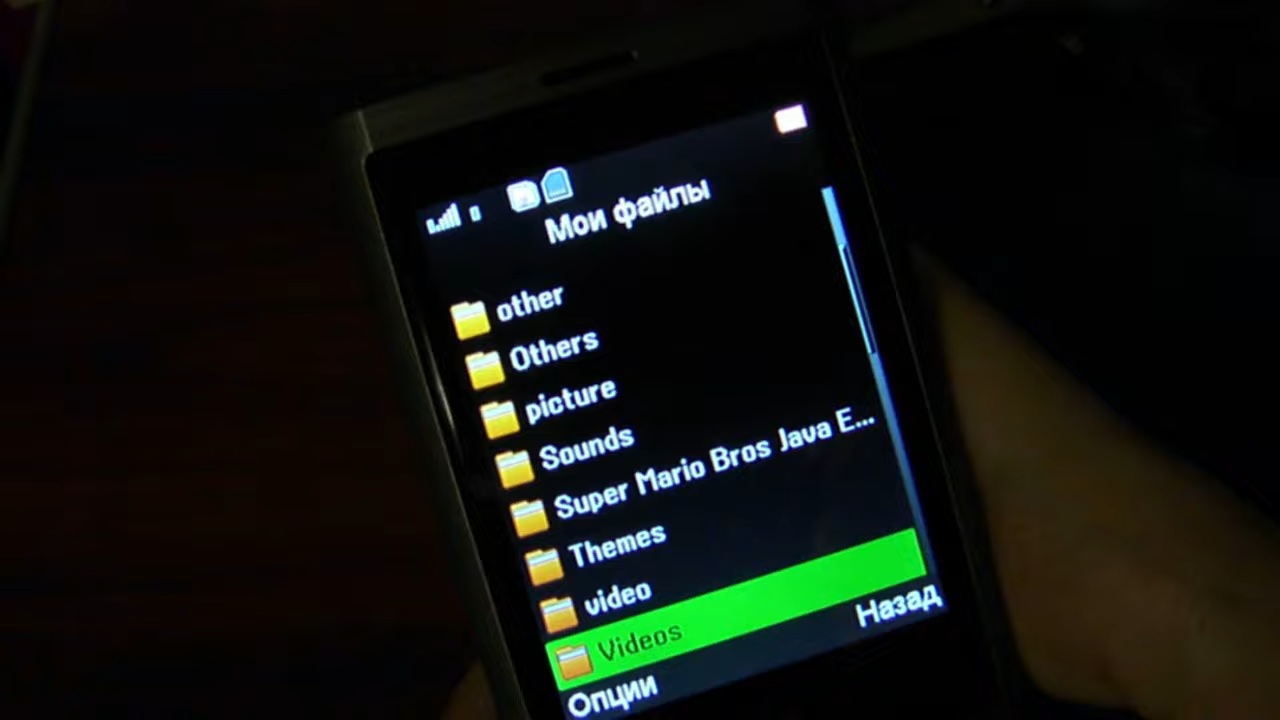 Мои файлы
other
Others
picture
Sounds
Super Mario Bros Java E...
Themes
video
Videos
Опции
Назад